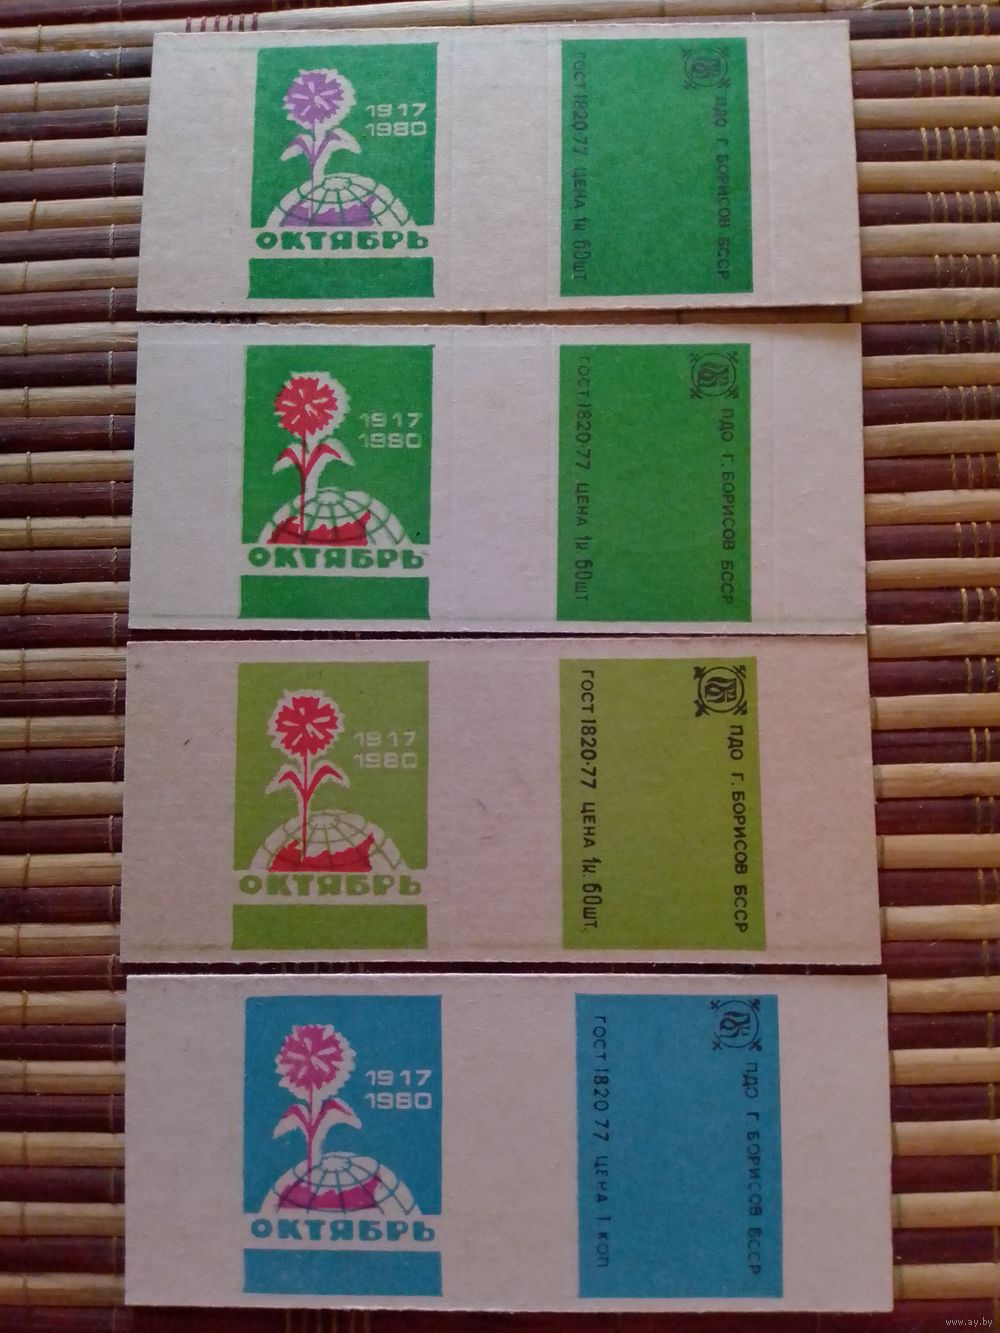 1917
1980
ОКТЯБРЬ
ГОСТ 1820·77 ЦЕНА 1к. 60шт
ПДО Г. БОРИСОВ БССР
1917
1980
ОКТЯБРЬ
ГОСТ 1820·77 ЦЕНА 1к. 60шт
ПДО Г. БОРИСОВ БССР
1917
1980
ОКТЯБРЬ
ГОСТ 1820·77 ЦЕНА 1к. 60шт.
ПДО Г. БОРИСОВ БССР
1917
1980
ОКТЯБРЬ
ГОСТ 1820 77 ЦЕНА 1 КОП
ПДО Г. БОРИСОВ БССР
www.ay.by